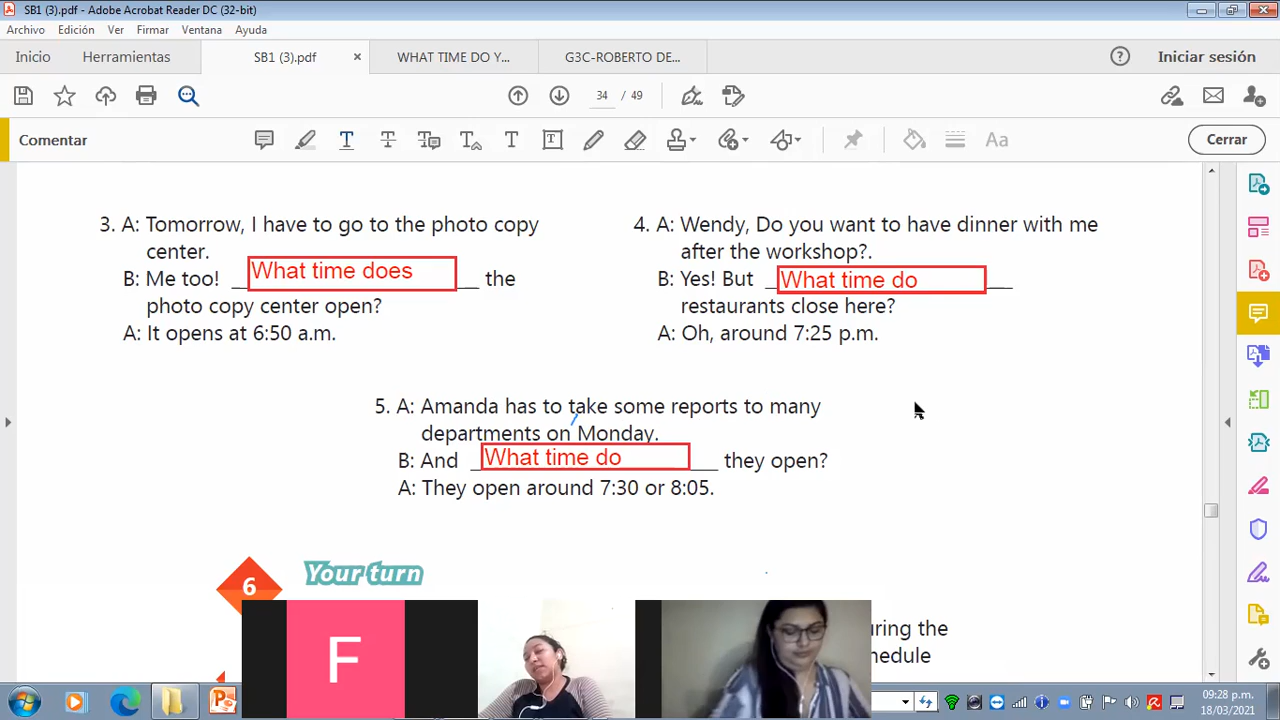 SB1 (3).pdf - Adobe Acrobat Reader DC (32-bit)
Archivo Edición Ver Firmar Ventana Ayuda
Inicio Herramientas SB1 (3).pdf × WHAT TIME DO Y... G3C-ROBERTO DE... Iniciar sesión
34 / 49
Comentar Cerrar
3. A: Tomorrow, I have to go to the photo copy
center.
B: Me too! What time does the
photo copy center open?
A: It opens at 6:50 a.m.
4. A: Wendy, Do you want to have dinner with me
after the workshop?.
B: Yes! But What time do
restaurants close here?
A: Oh, around 7:25 p.m.
5. A: Amanda has to take some reports to many
departments on Monday.
B: And What time do they open?
A: They open around 7:30 or 8:05.
6 Your turn
uring the
hedule
F
09:28 p.m.
18/03/2021